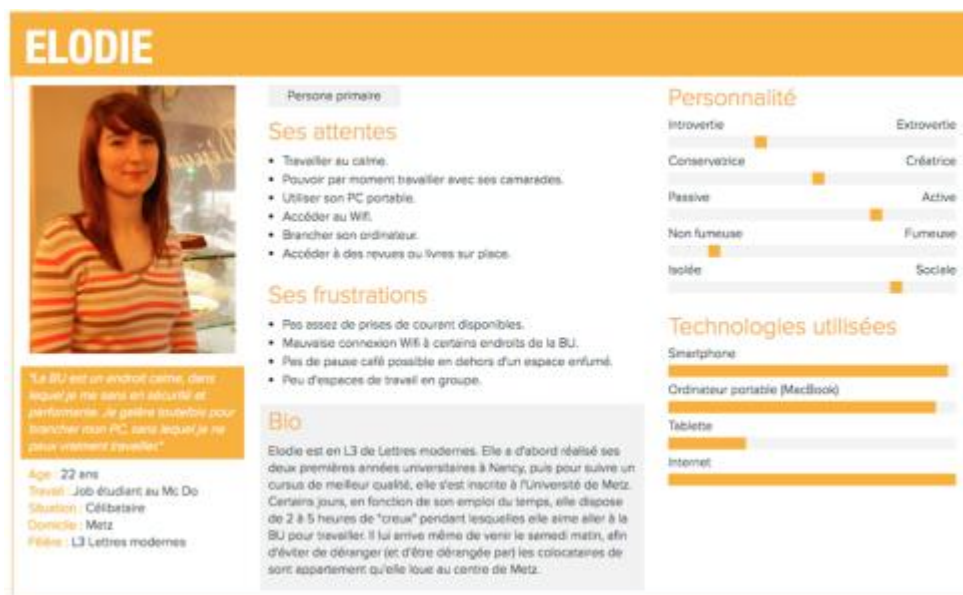 ELODIE
"La BU est un endroit calme, dans
lequel je me sens en sécurité et
performante. Je galère toutefois pour
brancher mon PC, sans lequel je ne
peux vraiment travailler."
Age : 22 ans
Travail : Job étudiant au Mc Do
Situation : Célibataire
Domicile : Metz
Filière : L3 Lettres modernes
Persona primaire
Ses attentes
• Travailler au calme.
• Pouvoir par moment travailler avec ses camarades.
• Utiliser son PC portable.
• Accéder au Wifi.
• Brancher son ordinateur.
• Accéder à des revues ou livres sur place.
Ses frustrations
• Pas assez de prises de courant disponibles.
• Mauvaise connexion Wifi à certains endroits de la BU.
• Pas de pause café possible en dehors d'un espace enfumé.
• Peu d'espaces de travail en groupe.
Bio
Elodie est en L3 de Lettres modernes. Elle a d'abord réalisé ses
deux premières années universitaires à Nancy, puis pour suivre un
cursus de meilleur qualité, elle s'est inscrite à l'Université de Metz.
Certains jours, en fonction de son emploi du temps, elle dispose
de 2 à 5 heures de "creux" pendant lesquelles elle aime aller à la
BU pour travailler. Il lui arrive même de venir le samedi matin, afin
d'éviter de déranger (et d'être dérangée par) les colocataires de
sont appartement qu'elle loue au centre de Metz.
Personnalité
Introvertie Extrovertie
Conservatrice Créatrice
Passive Active
Non fumeuse Fumeuse
Isolée Sociale
Technologies utilisées
Smartphone
Ordinateur portable (MacBook)
Tablette
Internet